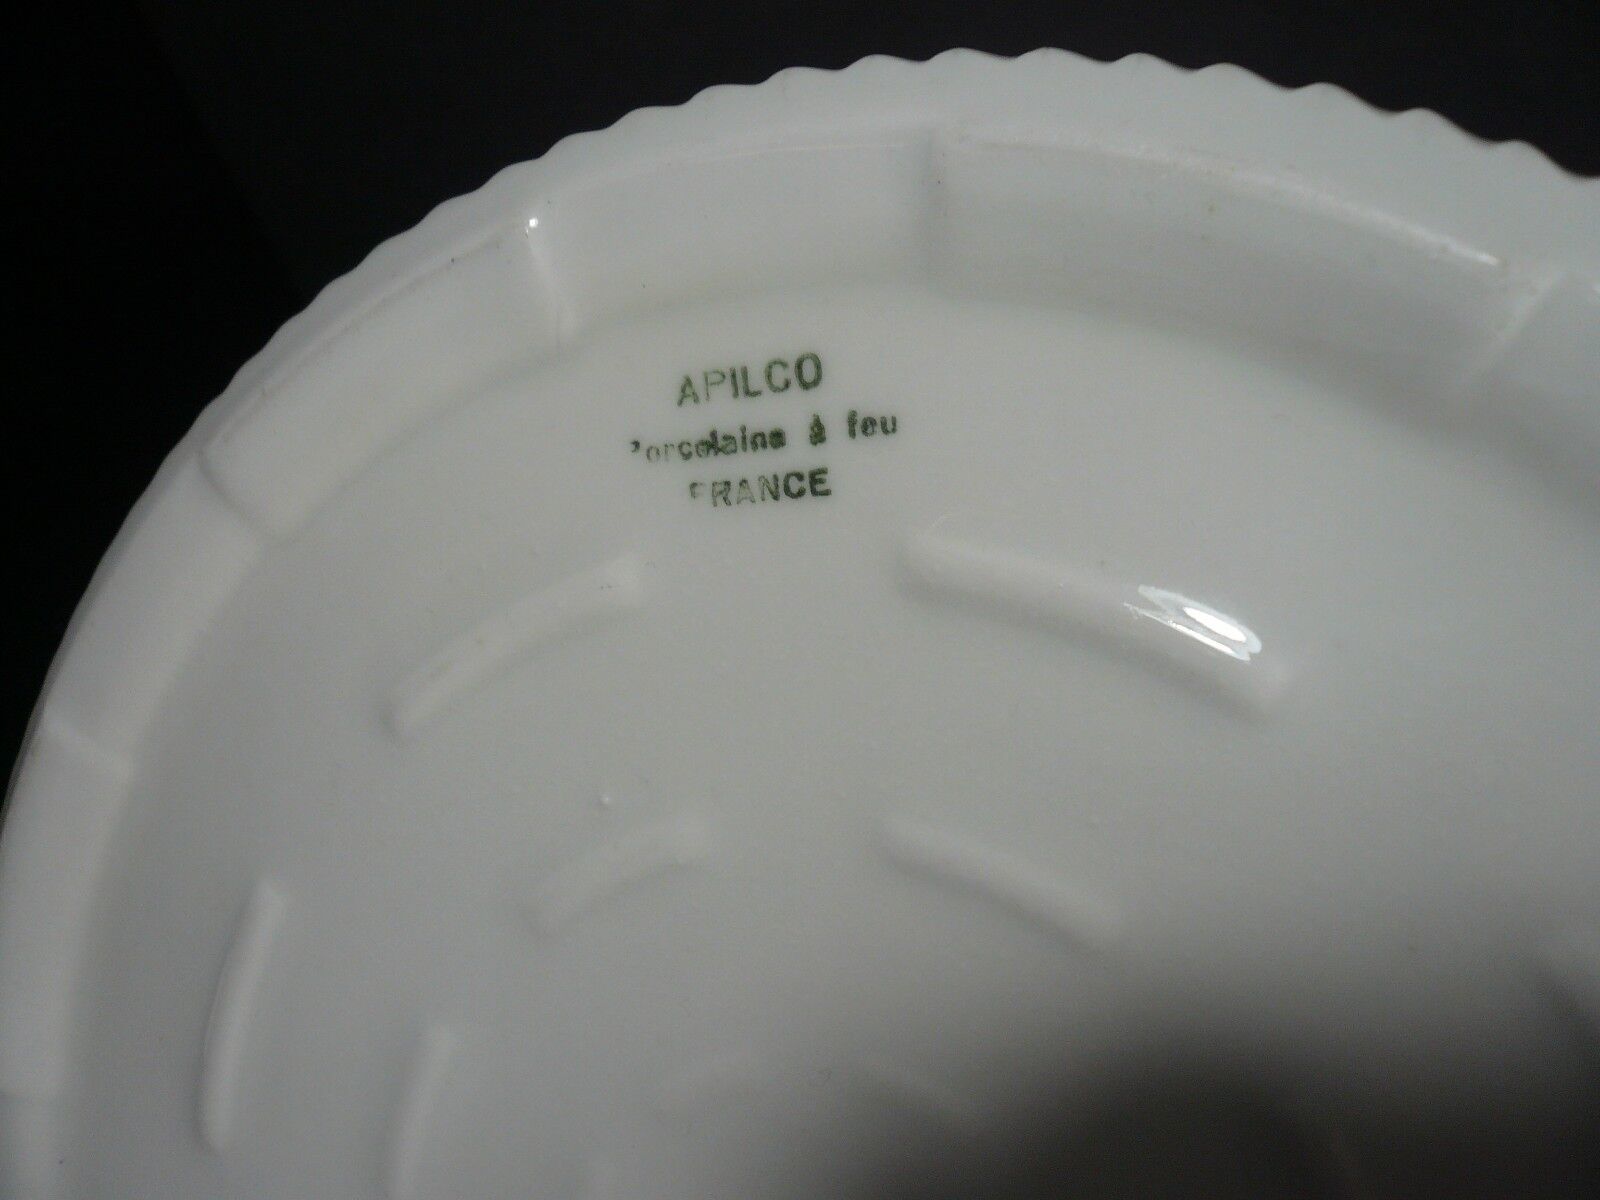 APILCO
Porcelaine à feu
FRANCE